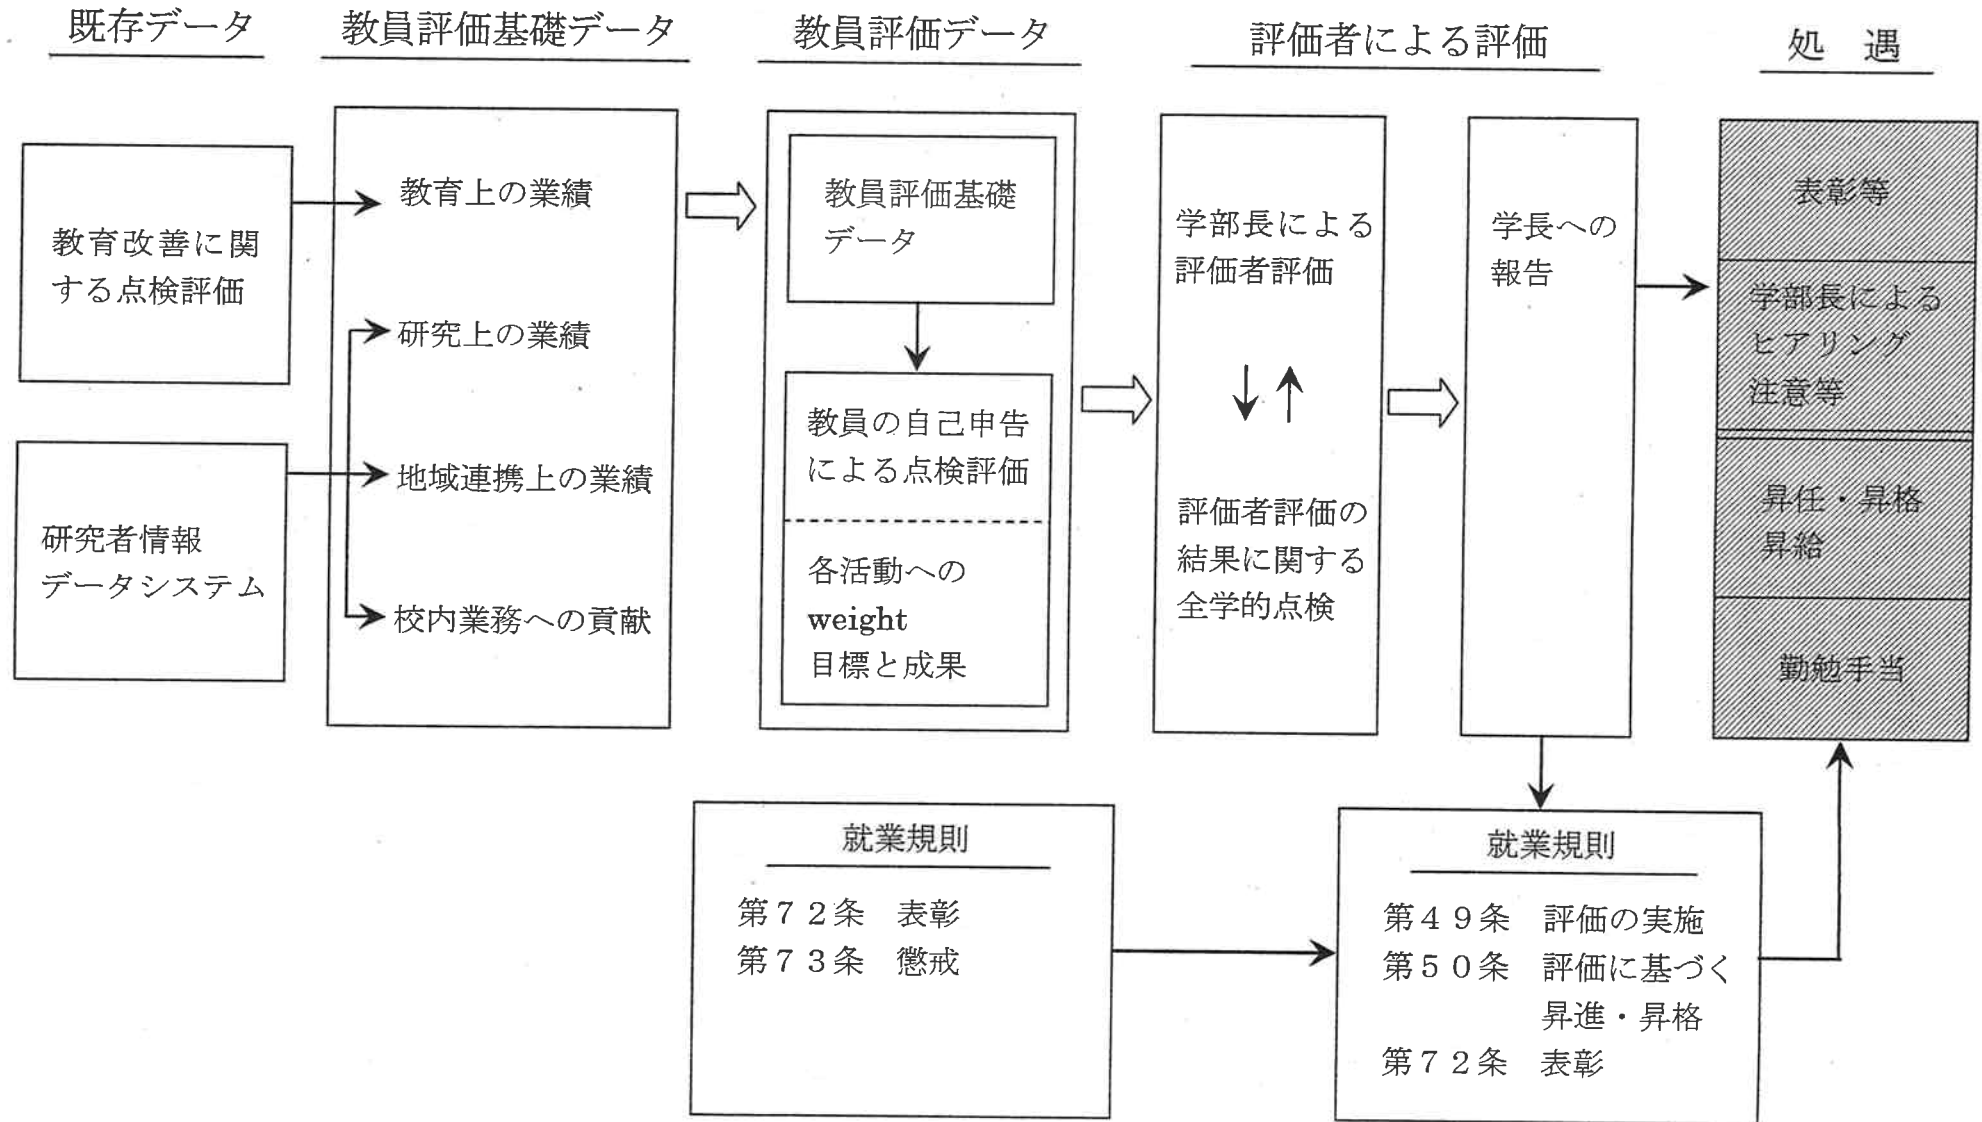 既存データ
教員評価基礎データ
教員評価データ
評価者による評価
処　遇
教育改善に関
する点検評価
研究者情報
データシステム
教育上の業績
研究上の業績
地域連携上の業績
校内業務への貢献
教員評価基礎
データ
教員の自己申告
による点検評価
各活動への
weight
目標と成果
学部長による
評価者評価
評価者評価の
結果に関する
全学的点検
学長への
報告
表彰等
学部長による
ヒアリング
注意等
昇任・昇格
昇給
勤勉手当
就業規則
第７２条　表彰
第７３条　懲戒
就業規則
第４９条　評価の実施
第５０条　評価に基づく
昇進・昇格
第７２条　表彰